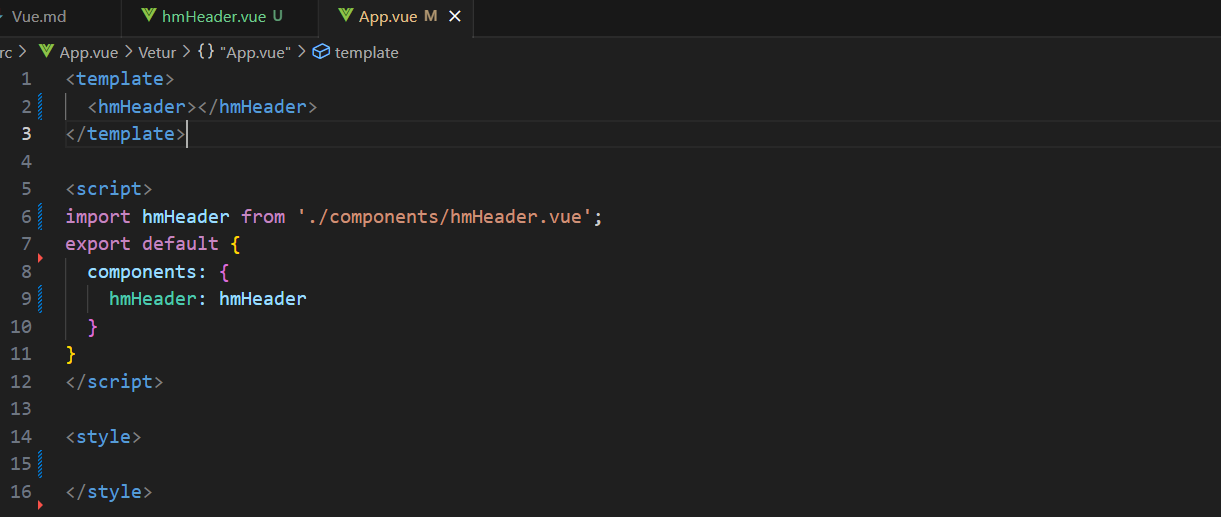 Vue.md hmHeader.vue U App.vue M
rc > App.vue > Vetur > {} "App.vue" > template
1 <template>
2 <hmHeader></hmHeader>
3 </template>
4
5 <script>
6 import hmHeader from './components/hmHeader.vue';
7 export default {
8 components: {
9 hmHeader: hmHeader
10 }
11 }
12 </script>
13
14 <style>
15
16 </style>